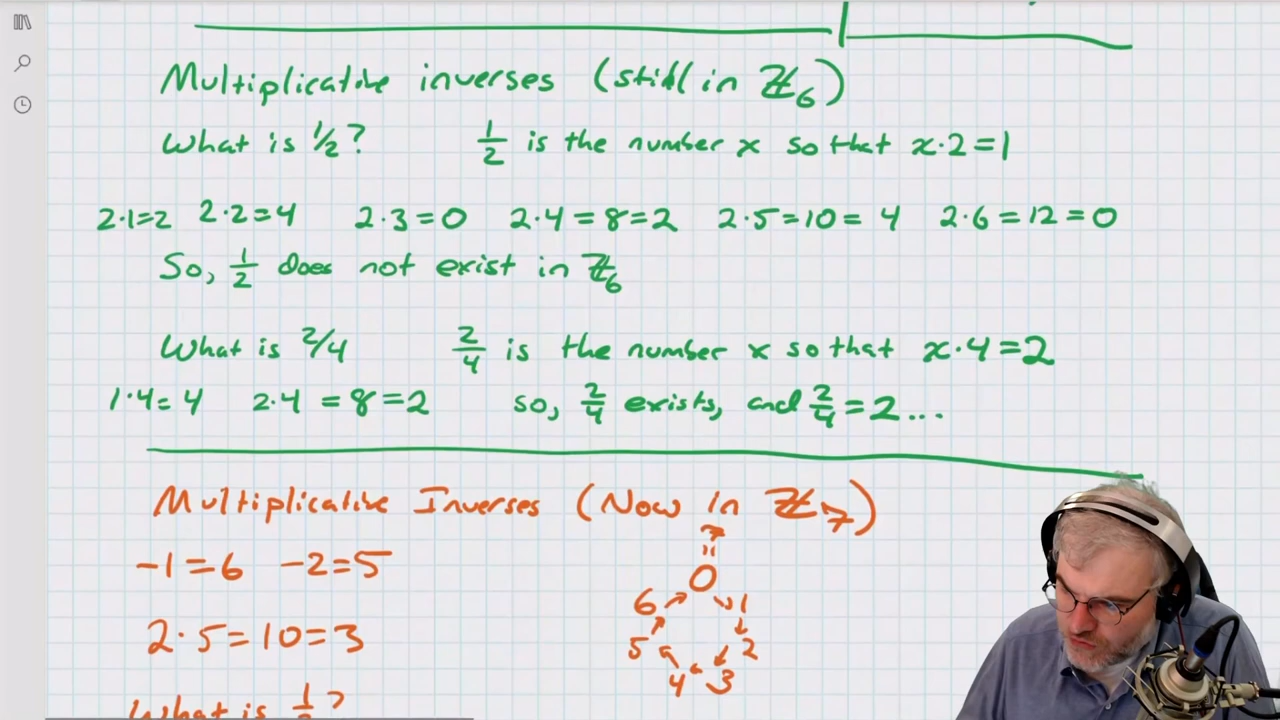 Multiplicative inverses (still in ℤ₆)
What is 1/2? 1/2 is the number x so that x·2=1
2·1=2 2·2=4 2·3=0 2·4=8=2 2·5=10=4 2·6=12=0
So, 1/2 does not exist in ℤ₆
What is 2/4 2/4 is the number x so that x·4=2
1·4=4 2·4=8=2 so, 2/4 exists, and 2/4=2...
Multiplicative Inverses (Now in ℤ₇)
-1=6 -2=5
7
=
0
6 1
5 2
4 3
2·5=10=3
What is 1/2?